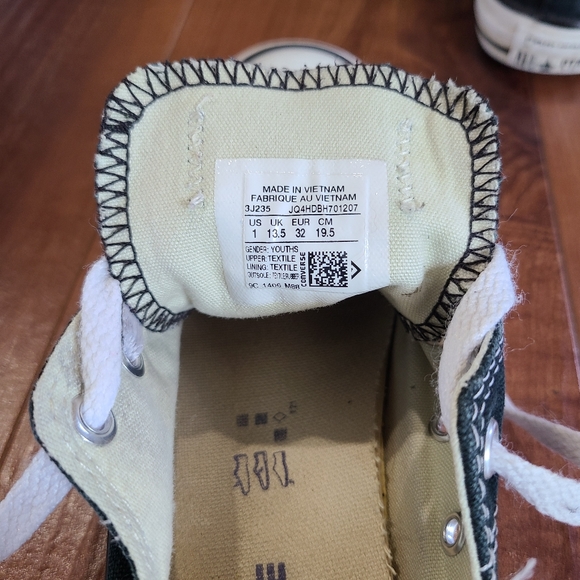 MADE IN VIETNAM
FABRIQUE AU VIETNAM
3J235 JQ4HDBH701207
US UK EUR CM
1 13.5 32 19.5
GENDER: YOUTHS
UPPER: TEXTILE
LINING: TEXTILE
OUTSOLE:
CONVERSE